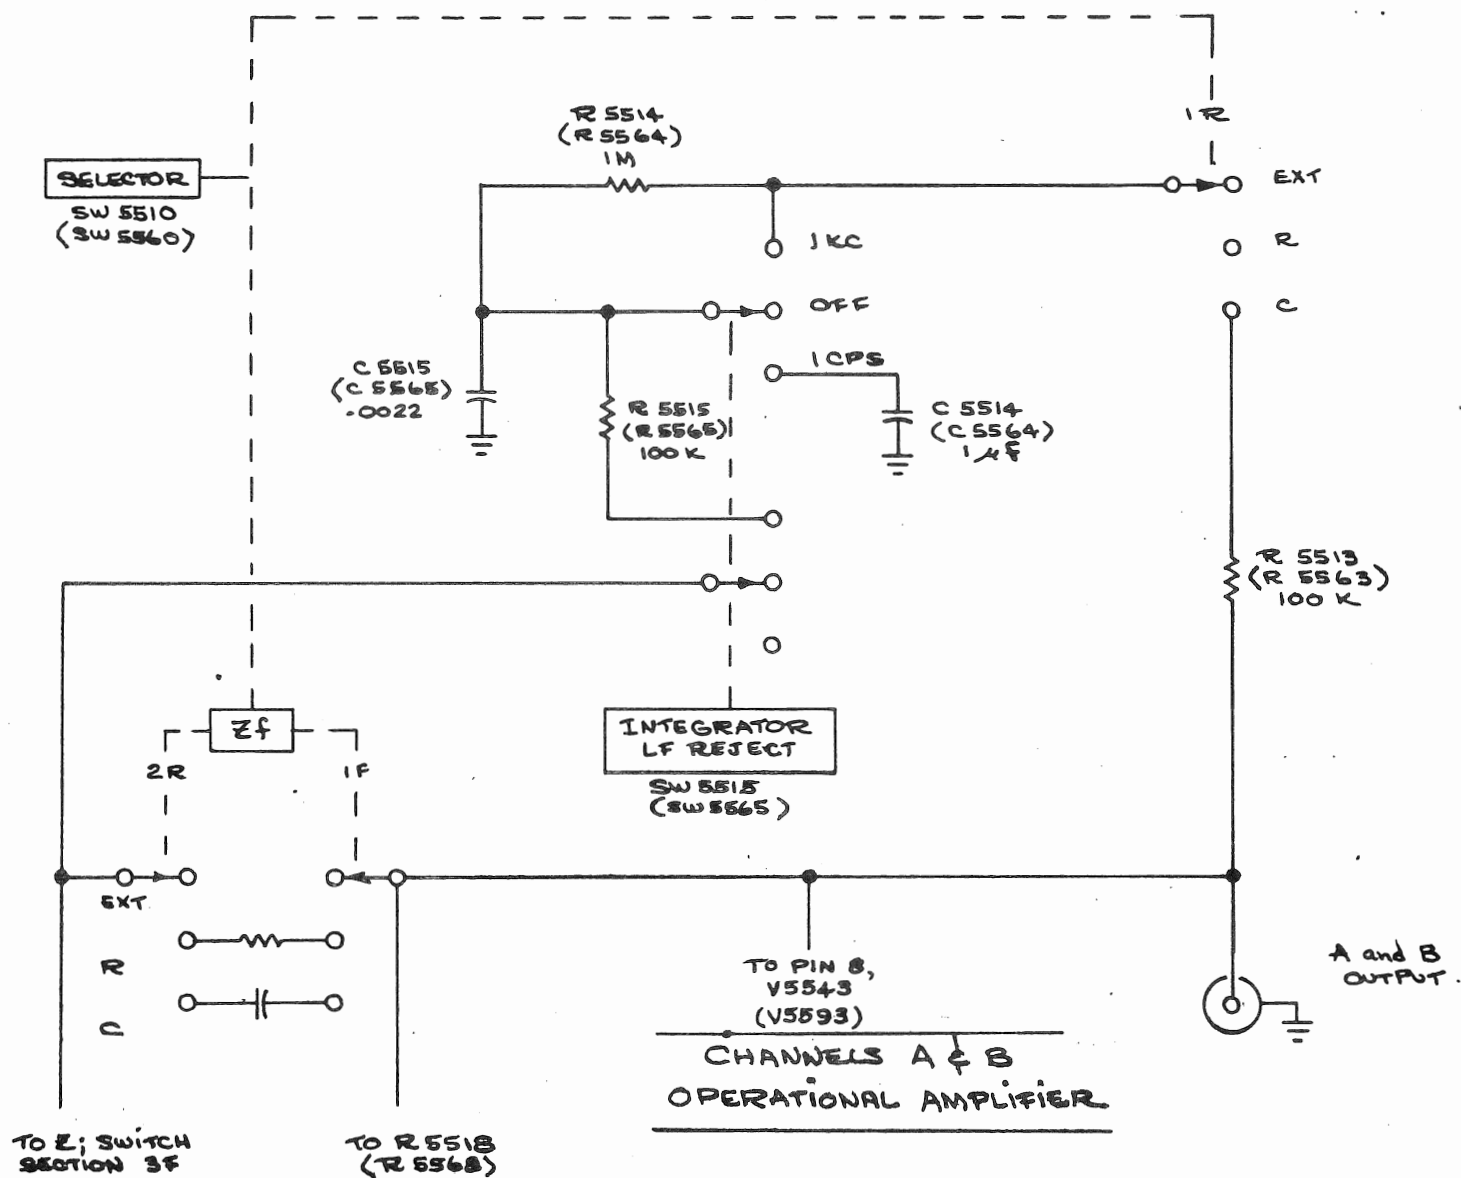 1R
R 5514
(R 5564)
1M
SELECTOR
SW 5510
(SW 5560)
EXT
R
C
1KC
OFF
1CPS
C 5515
(C 5565)
.0022
R 5515
(R 5565)
100 K
C 5514
(C 5564)
1 μf
R 5513
(R 5563)
100 K
Zf
2R
1F
INTEGRATOR
LF REJECT
SW 5515
(SW 5565)
EXT
R
C
TO PIN 8,
V5543
(V5593)
A and B
OUTPUT.
CHANNELS A & B
OPERATIONAL AMPLIFIER
TO Zi SWITCH
SECTION 3F
TO R 5518
(R 5568)